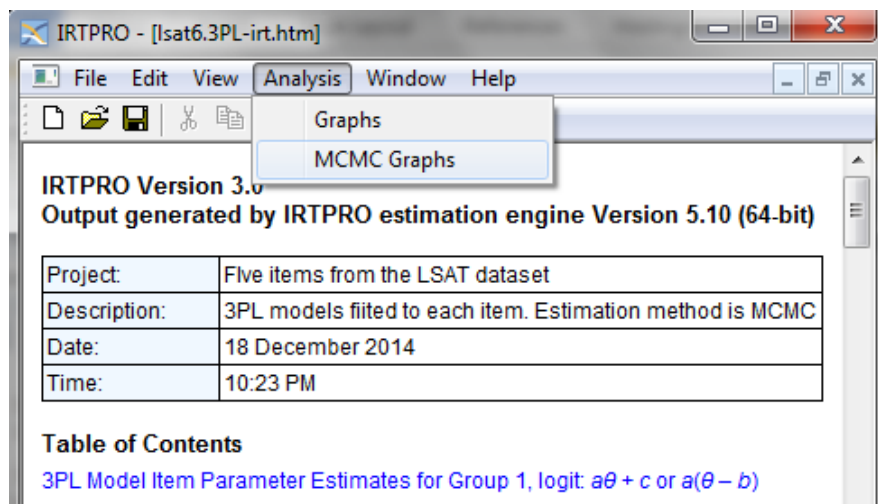 IRTPRO - [lsat6.3PL-irt.htm]
File Edit View Analysis Window Help
Graphs
MCMC Graphs
IRTPRO Version 3.0
Output generated by IRTPRO estimation engine Version 5.10 (64-bit)
Project: FIve items from the LSAT dataset
Description: 3PL models fiited to each item. Estimation method is MCMC
Date: 18 December 2014
Time: 10:23 PM
Table of Contents
3PL Model Item Parameter Estimates for Group 1, logit: aθ + c or a(θ – b)